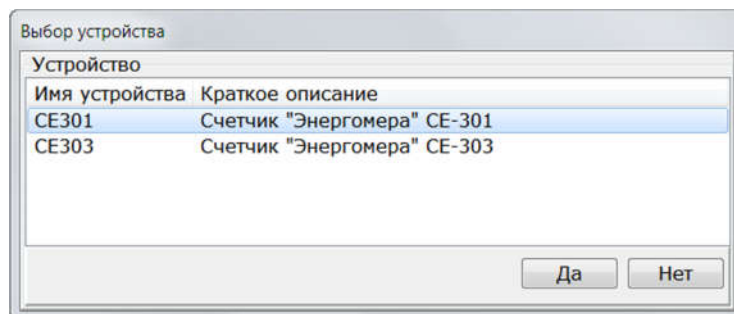 Выбор устройства
Устройство
Имя устройства Краткое описание
CE301 Счетчик "Энергомера" CE-301
CE303 Счетчик "Энергомера" CE-303
Да Нет